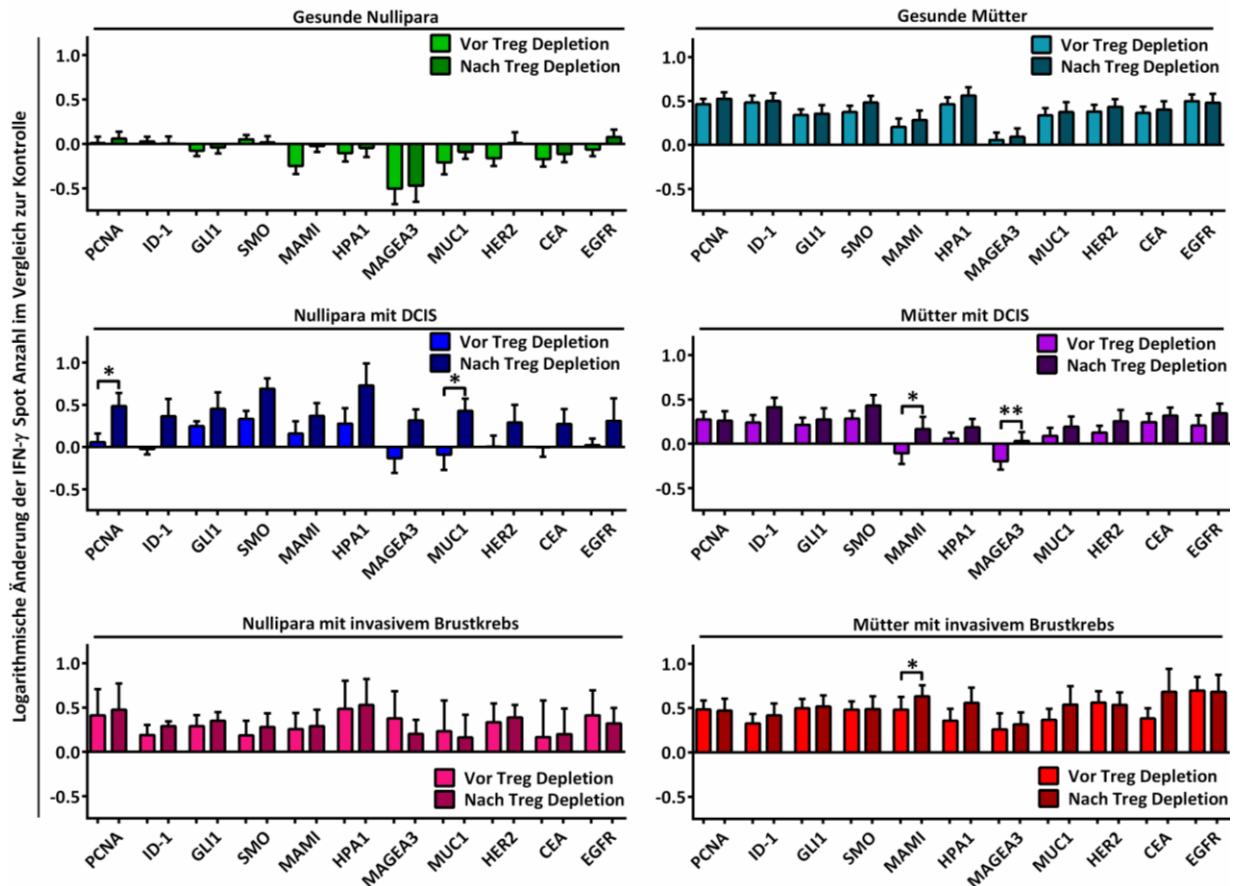 Logarithmische Änderung der IFN-γ Spot Anzahl im Vergleich zur Kontrolle
Gesunde Nullipara
Vor Treg Depletion
Nach Treg Depletion
1.0
0.5
0.0
-0.5
PCNA ID-1 GLI1 SMO MAMI HPA1 MAGEA3 MUC1 HER2 CEA EGFR
Gesunde Mütter
Vor Treg Depletion
Nach Treg Depletion
1.0
0.5
0.0
-0.5
PCNA ID-1 GLI1 SMO MAMI HPA1 MAGEA3 MUC1 HER2 CEA EGFR
Nullipara mit DCIS
Vor Treg Depletion
Nach Treg Depletion
1.0
* *
0.5
0.0
-0.5
PCNA ID-1 GLI1 SMO MAMI HPA1 MAGEA3 MUC1 HER2 CEA EGFR
Mütter mit DCIS
Vor Treg Depletion
Nach Treg Depletion
1.0
* **
0.5
0.0
-0.5
PCNA ID-1 GLI1 SMO MAMI HPA1 MAGEA3 MUC1 HER2 CEA EGFR
Nullipara mit invasivem Brustkrebs
1.0
0.5
0.0
Vor Treg Depletion
Nach Treg Depletion
-0.5
PCNA ID-1 GLI1 SMO MAMI HPA1 MAGEA3 MUC1 HER2 CEA EGFR
Mütter mit invasivem Brustkrebs
1.0
*
0.5
0.0
Vor Treg Depletion
Nach Treg Depletion
-0.5
PCNA ID-1 GLI1 SMO MAMI HPA1 MAGEA3 MUC1 HER2 CEA EGFR